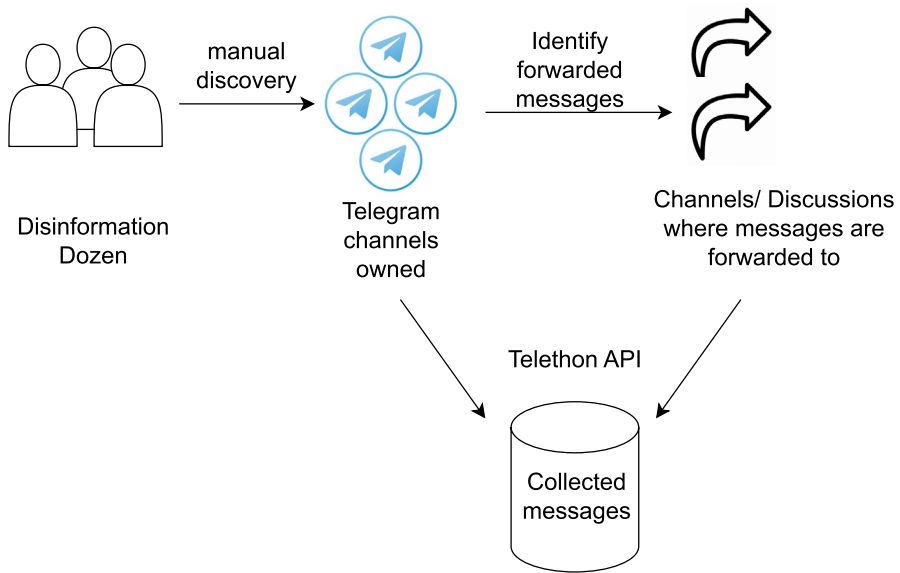 manual
discovery
Identify
forwarded
messages
Disinformation
Dozen
Telegram
channels
owned
Channels/ Discussions
where messages are
forwarded to
Telethon API
Collected
messages